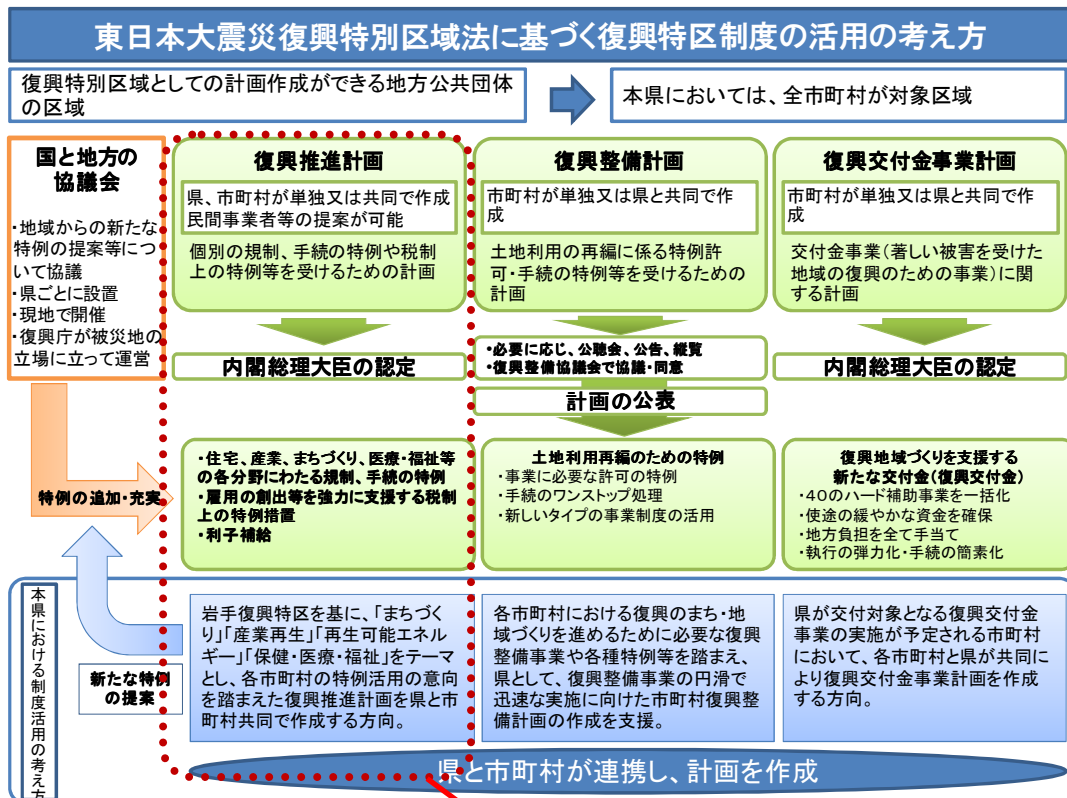 東日本大震災復興特別区域法に基づく復興特区制度の活用の考え方
復興特別区域としての計画作成ができる地方公共団体
の区域
本県においては、全市町村が対象区域
国と地方の
協議会
・地域からの新たな
特例の提案等につ
いて協議
・県ごとに設置
・現地で開催
・復興庁が被災地の
立場に立って運営
復興推進計画
県、市町村が単独又は共同で作成
民間事業者等の提案が可能
個別の規制、手続の特例や税制
上の特例等を受けるための計画
内閣総理大臣の認定
復興整備計画
市町村が単独又は県と共同で作
成
土地利用の再編に係る特例許
可・手続の特例等を受けるための
計画
・必要に応じ、公聴会、公告、縦覧
・復興整備協議会で協議・同意
計画の公表
復興交付金事業計画
市町村が単独又は県と共同で作
成
交付金事業(著しい被害を受けた
地域の復興のための事業)に関
する計画
内閣総理大臣の認定
特例の追加・充実
・住宅、産業、まちづくり、医療・福祉等
の各分野にわたる規制、手続の特例
・雇用の創出等を強力に支援する税制
上の特例措置
・利子補給
土地利用再編のための特例
・事業に必要な許可の特例
・手続のワンストップ処理
・新しいタイプの事業制度の活用
復興地域づくりを支援する
新たな交付金(復興交付金)
・40のハード補助事業を一括化
・使途の緩やかな資金を確保
・地方負担を全て手当て
・執行の弾力化・手続の簡素化
本県における制度活用の考え方
新たな特例
の提案
岩手復興特区を基に、「まちづく
り」「産業再生」「再生可能エネル
ギー」「保健・医療・福祉」をテーマ
とし、各市町村の特例活用の意向
を踏まえた復興推進計画を県と市
町村共同で作成する方向。
各市町村における復興のまち・地
域づくりを進めるために必要な復興
整備事業や各種特例等を踏まえ、
県として、復興整備事業の円滑で
迅速な実施に向けた市町村復興整
備計画の作成を支援。
県が交付対象となる復興交付金
事業の実施が予定される市町村
において、各市町村と県が共同に
より復興交付金事業計画を作成
する方向。
県と市町村が連携し、計画を作成